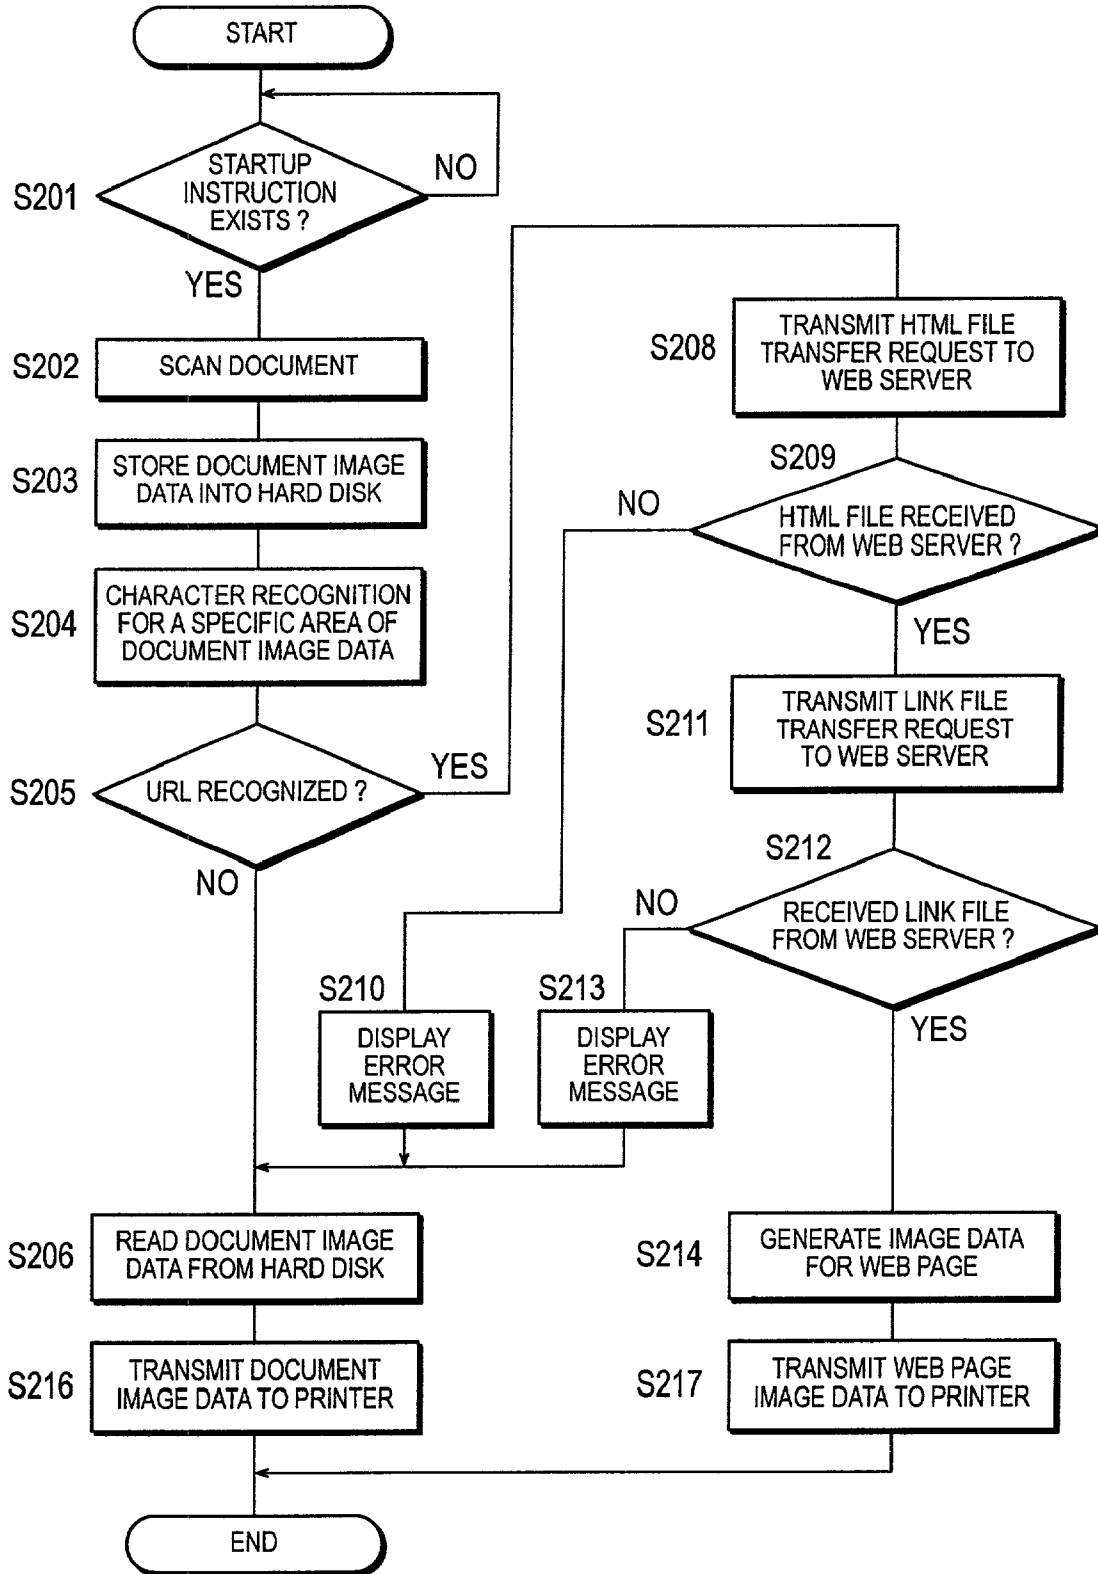 START
STARTUP
INSTRUCTION
EXISTS ?
NO
S201
YES
S202
SCAN DOCUMENT
S203
STORE DOCUMENT IMAGE
DATA INTO HARD DISK
S204
CHARACTER RECOGNITION
FOR A SPECIFIC AREA OF
DOCUMENT IMAGE DATA
S205
URL RECOGNIZED ?
YES
NO
S208
TRANSMIT HTML FILE
TRANSFER REQUEST TO
WEB SERVER
S209
NO
HTML FILE RECEIVED
FROM WEB SERVER ?
YES
S211
TRANSMIT LINK FILE
TRANSFER REQUEST
TO WEB SERVER
S212
NO
RECEIVED LINK FILE
FROM WEB SERVER ?
YES
S210
DISPLAY
ERROR
MESSAGE
S213
DISPLAY
ERROR
MESSAGE
S206
READ DOCUMENT IMAGE
DATA FROM HARD DISK
S214
GENERATE IMAGE DATA
FOR WEB PAGE
S216
TRANSMIT DOCUMENT
IMAGE DATA TO PRINTER
S217
TRANSMIT WEB PAGE
IMAGE DATA TO PRINTER
END